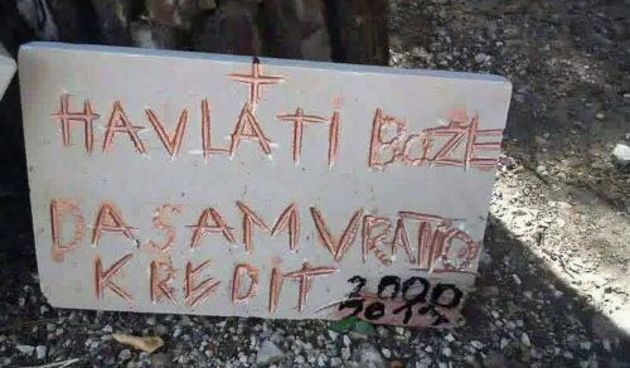 HAVLATI BOŽE
DA SAM VRATIO
KREDIT 2000
2017